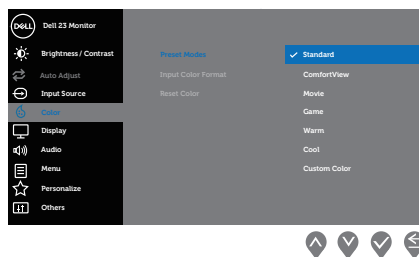 DELL
Dell 23 Monitor
Brightness / Contrast
Auto Adjust
Input Source
Color
Display
Audio
Menu
Personalize
Others
Preset Modes
Input Color Format
Reset Color
Standard
ComfortView
Movie
Game
Warm
Cool
Custom Color